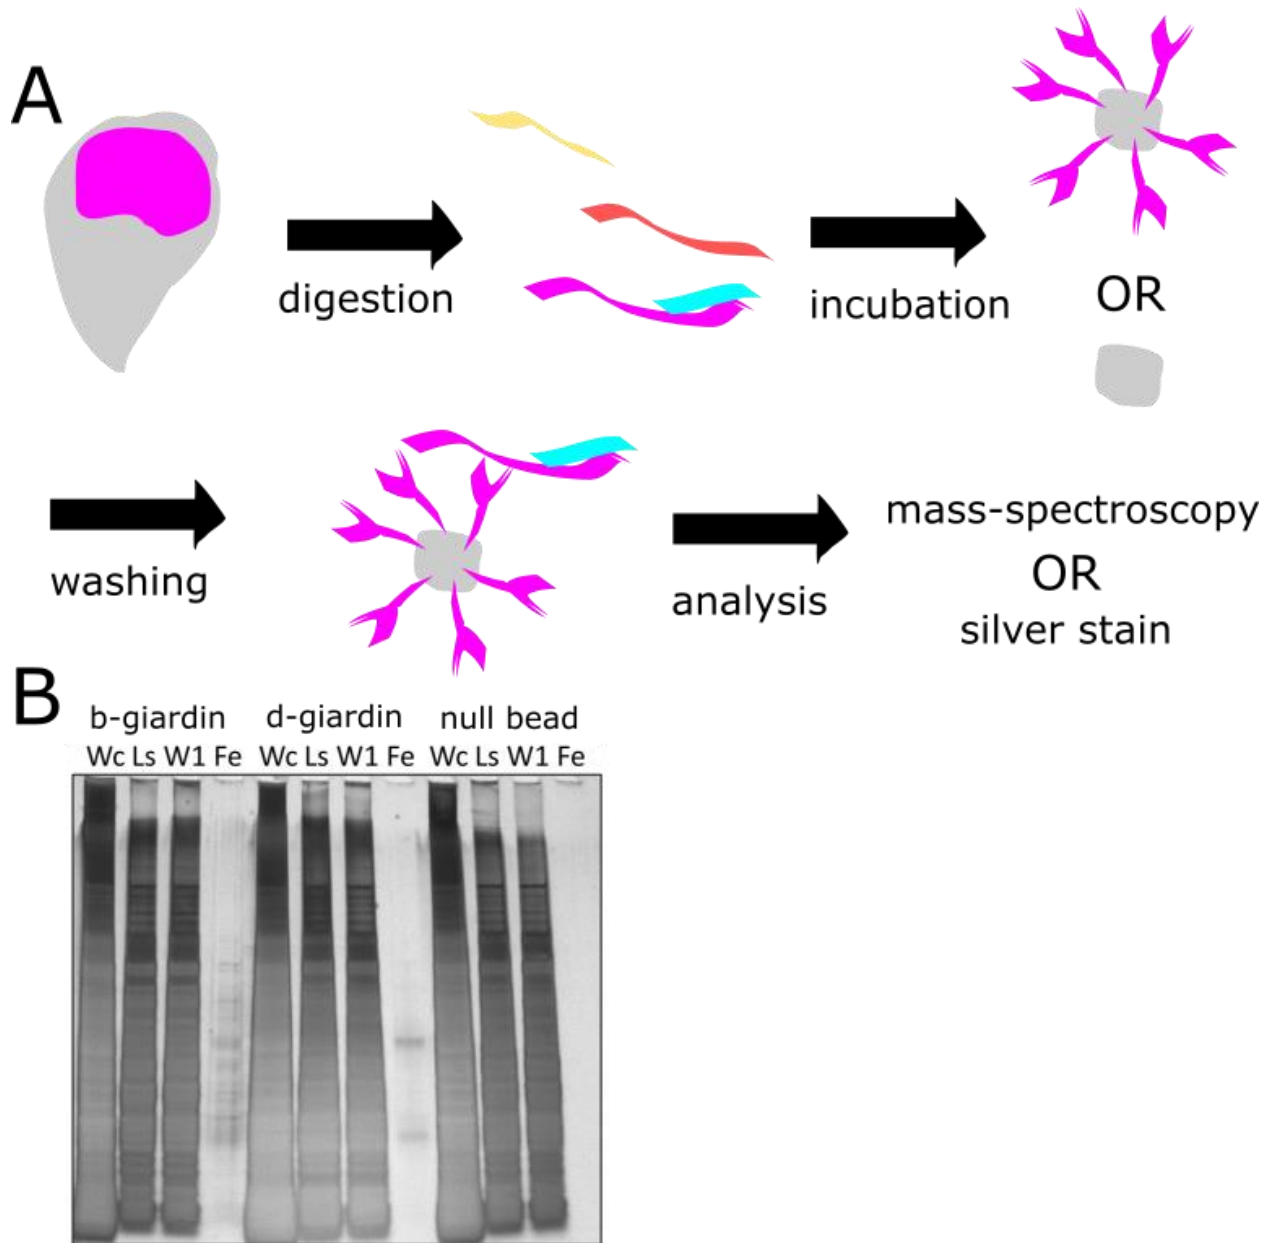 A
digestion
incubation
OR
washing
analysis
mass-spectroscopy
OR
silver stain
B
b-giardin d-giardin null bead
Wc Ls W1 Fe Wc Ls W1 Fe Wc Ls W1 Fe